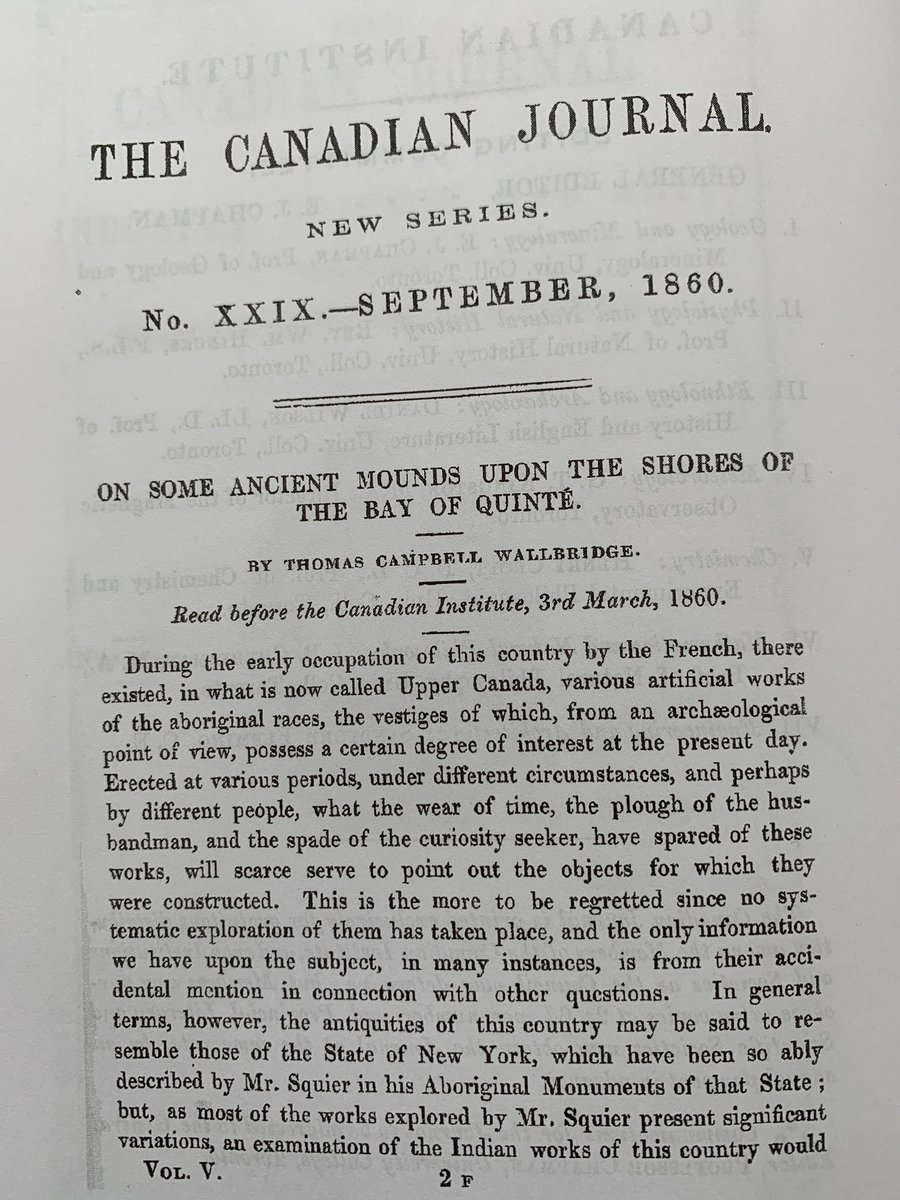 THE CANADIAN JOURNAL.
NEW SERIES.
No. XXIX.—SEPTEMBER, 1860.
ON SOME ANCIENT MOUNDS UPON THE SHORES OF
THE BAY OF QUINTÉ.
BY THOMAS CAMPBELL WALLBRIDGE.
Read before the Canadian Institute, 3rd March, 1860.
During the early occupation of this country by the French, there
existed, in what is now called Upper Canada, various artificial works
of the aboriginal races, the vestiges of which, from an archæological
point of view, possess a certain degree of interest at the present day.
Erected at various periods, under different circumstances, and perhaps
by different people, what the wear of time, the plough of the hus-
bandman, and the spade of the curiosity seeker, have spared of these
works, will scarce serve to point out the objects for which they
were constructed. This is the more to be regretted since no sys-
tematic exploration of them has taken place, and the only information
we have upon the subject, in many instances, is from their acci-
dental mention in connection with other questions. In general
terms, however, the antiquities of this country may be said to re-
semble those of the State of New York, which have been so ably
described by Mr. Squier in his Aboriginal Monuments of that State;
but, as most of the works explored by Mr. Squier present significant
variations, an examination of the Indian works of this country would
VOL. V.
2 F